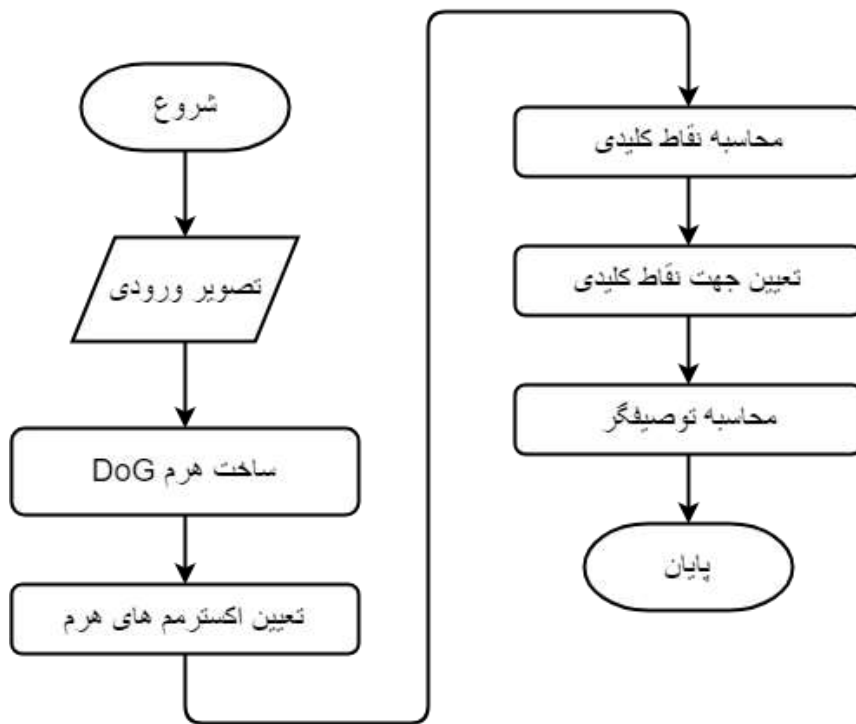 شروع
تصویر ورودی
ساخت هرم DoG
تعیین اکسترمم های هرم
محاسبه نقاط کلیدی
تعیین جهت نقاط کلیدی
محاسبه توصیفگر
پایان